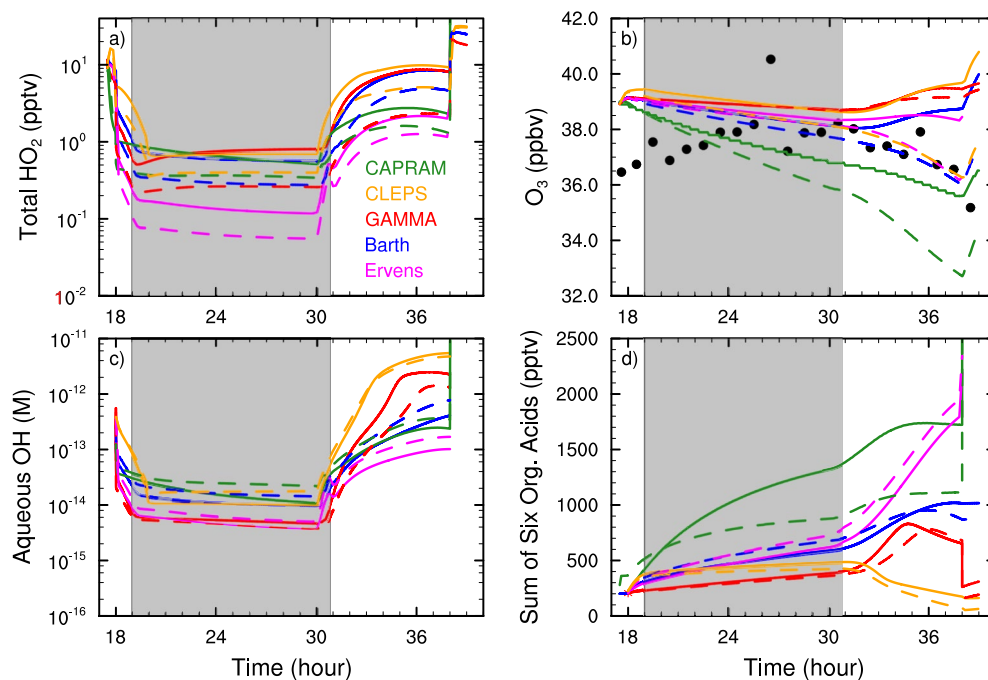 a)
Total HO2 (pptv)
10^1
10^0
10^-1
10^-2
18 24 30 36
CAPRAM
CLEPS
GAMMA
Barth
Ervens
b)
O3 (ppbv)
42.0
40.0
38.0
36.0
34.0
32.0
18 24 30 36
c)
Aqueous OH (M)
10^-11
10^-12
10^-13
10^-14
10^-15
10^-16
18 24 30 36
Time (hour)
d)
Sum of Six Org. Acids (pptv)
2500
2000
1500
1000
500
0
18 24 30 36
Time (hour)